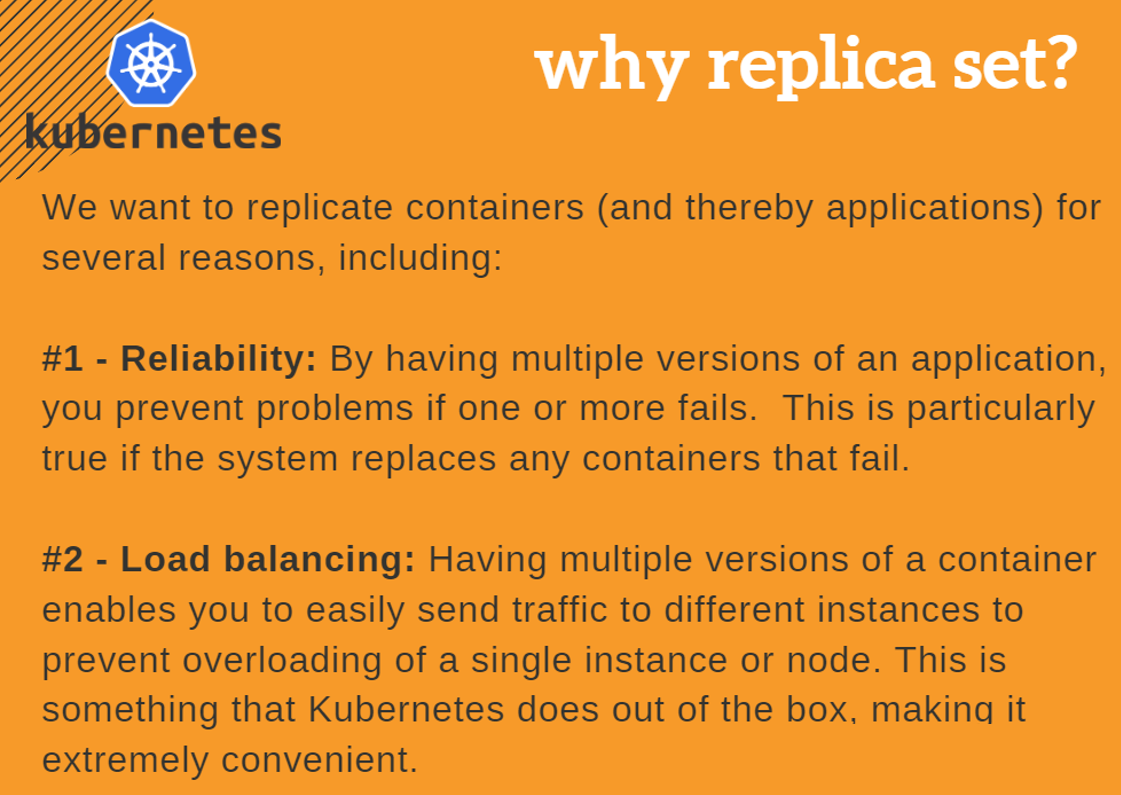 kubernetes
why replica set?
We want to replicate containers (and thereby applications) for
several reasons, including:
#1 - Reliability: By having multiple versions of an application,
you prevent problems if one or more fails.  This is particularly
true if the system replaces any containers that fail.
#2 - Load balancing: Having multiple versions of a container
enables you to easily send traffic to different instances to
prevent overloading of a single instance or node. This is
something that Kubernetes does out of the box, making it
extremely convenient.